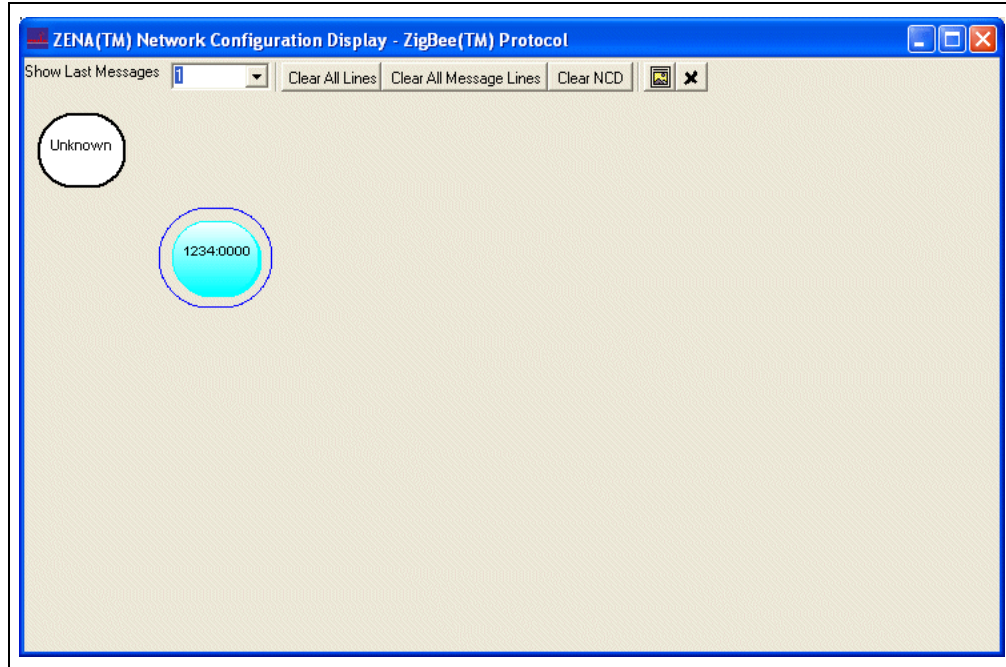 ZENA(TM) Network Configuration Display - ZigBee(TM) Protocol
Show Last Messages 1 Clear All Lines Clear All Message Lines Clear NCD
Unknown
1234:0000